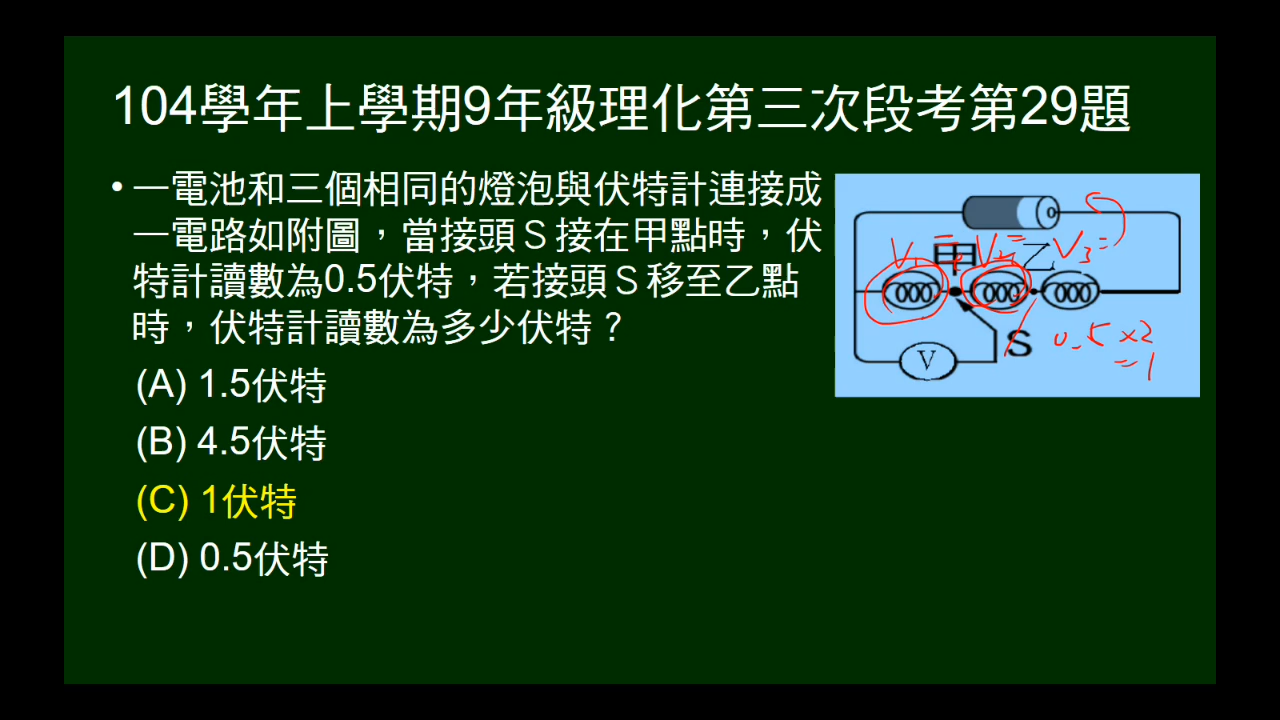 104學年上學期9年級理化第三次段考第29題
• 一電池和三個相同的燈泡與伏特計連接成
一電路如附圖，當接頭Ｓ接在甲點時，伏
特計讀數為0.5伏特，若接頭Ｓ移至乙點
時，伏特計讀數為多少伏特？
(A) 1.5伏特
(B) 4.5伏特
(C) 1伏特
(D) 0.5伏特
V₁ = V₂ = V₃ =
甲 乙
S
V
0.5 ×2
=1